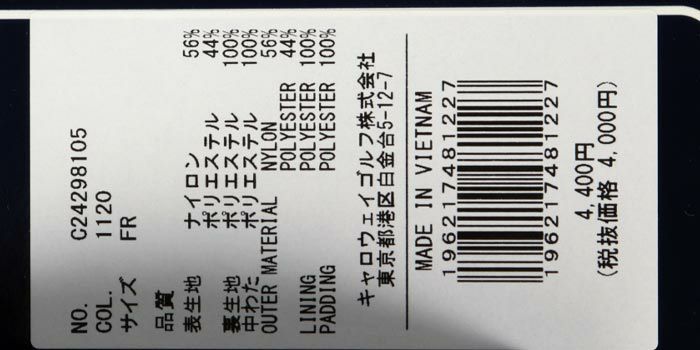 NO. C24298105
COL. 1120
サイズ FR
品質
表生地 ナイロン 56%
ポリエステル 44%
裏生地 ポリエステル 100%
中わた ポリエステル 100%
OUTER MATERIAL NYLON 56%
POLYESTER 44%
LINING POLYESTER 100%
PADDING POLYESTER 100%
キャロウェイゴルフ株式会社
東京都港区白金台5-12-7
MADE IN VIETNAM
196217481227
196217481227
4,400円
(税抜価格 4,000円)